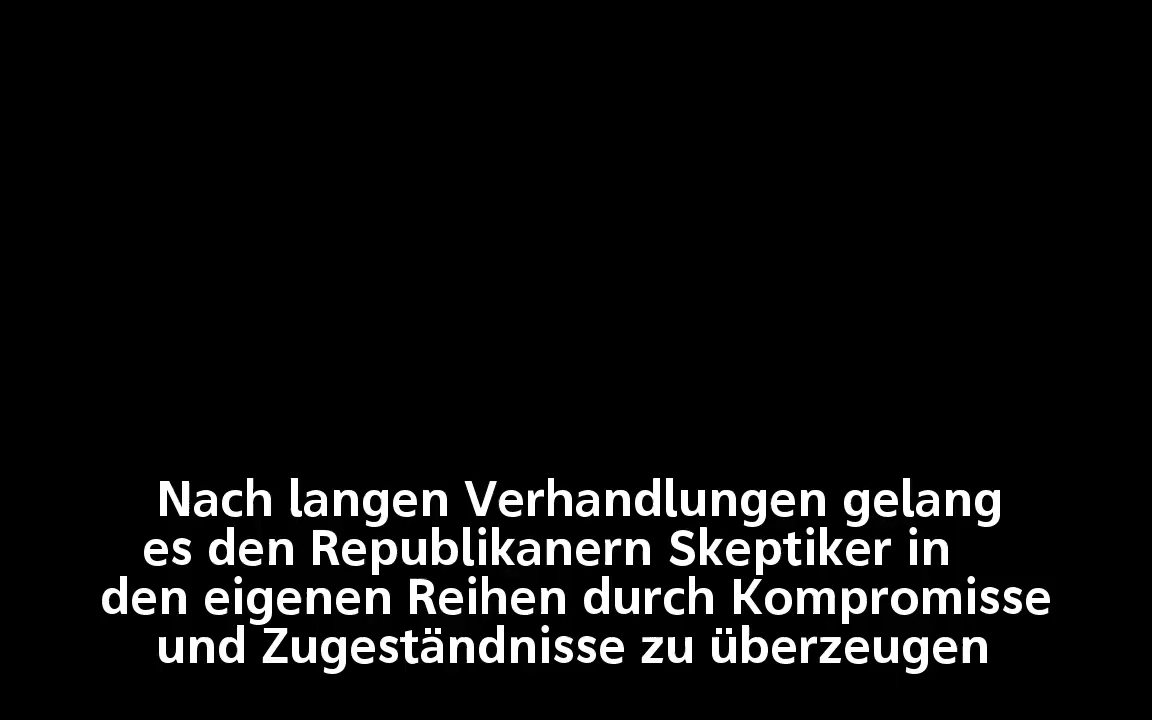 Nach langen Verhandlungen gelang
es den Republikanern Skeptiker in
den eigenen Reihen durch Kompromisse
und Zugeständnisse zu überzeugen